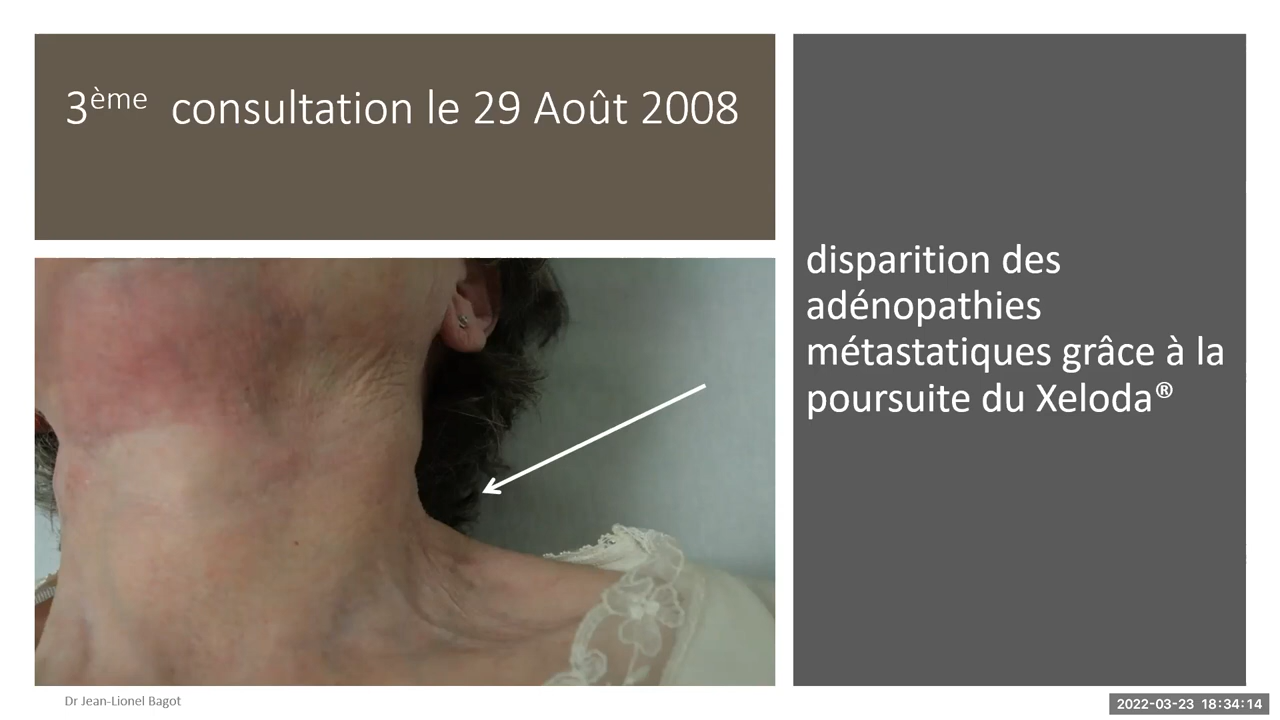 3ème consultation le 29 Août 2008
disparition des
adénopathies
métastatiques grâce à la
poursuite du Xeloda®
Dr Jean-Lionel Bagot
2022-03-23 18:34:14